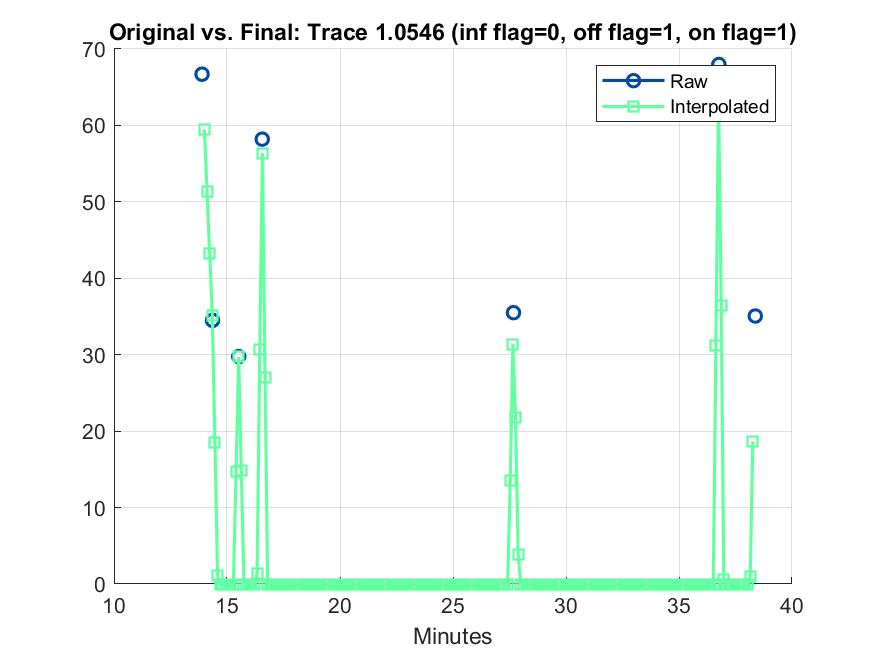 Original vs. Final: Trace 1.0546 (inf flag=0, off flag=1, on flag=1)
70
60
50
40
30
20
10
0
Raw
Interpolated
10 15 20 25 30 35 40
Minutes